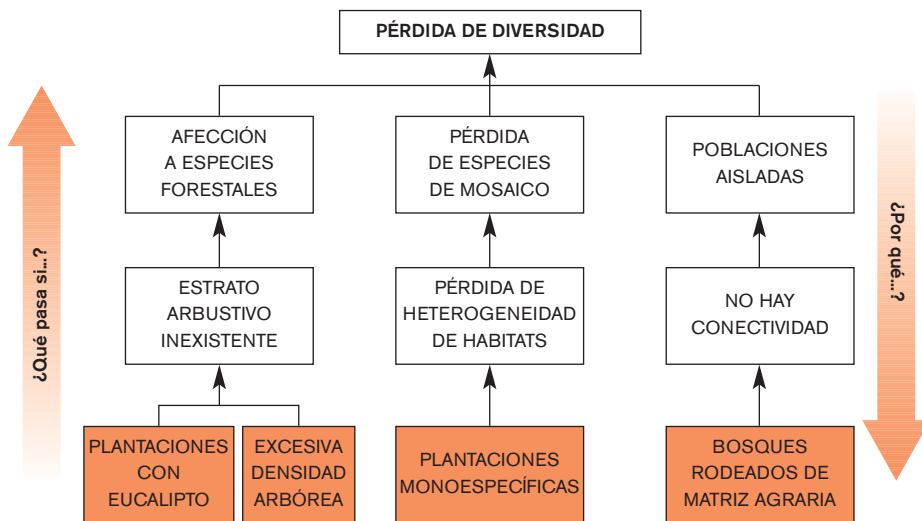 PÉRDIDA DE DIVERSIDAD
¿Qué pasa si...?
¿Por qué...?
AFECCIÓN
A ESPECIES
FORESTALES
PÉRDIDA
DE ESPECIES
DE MOSAICO
POBLACIONES
AISLADAS
ESTRATO
ARBUSTIVO
INEXISTENTE
PÉRDIDA DE
HETEROGENEIDAD
DE HABITATS
NO HAY
CONECTIVIDAD
PLANTACIONES
CON
EUCALIPTO
EXCESIVA
DENSIDAD
ARBÓREA
PLANTACIONES
MONOESPECÍFICAS
BOSQUES
RODEADOS DE
MATRIZ AGRARIA